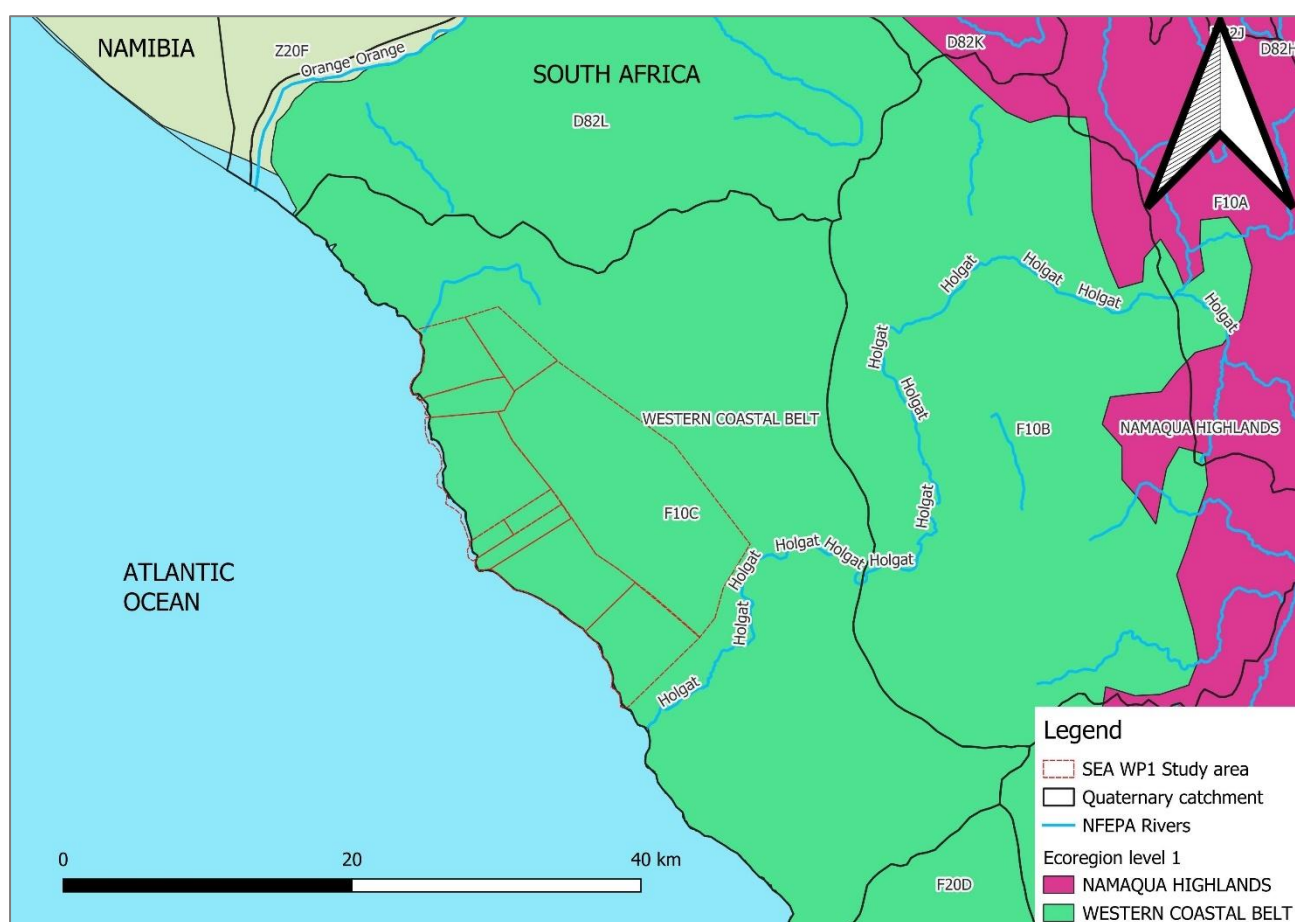 NAMIBIA
Z20F
Orange Orange
SOUTH AFRICA
D82K
D82H
D82L
F10A
Holgat
Holgat
Holgat
Holgat
Holgat
Holgat
WESTERN COASTAL BELT
F10B
NAMAQUA HIGHLANDS
Holgat
F10C
Holgat
Holgat
Holgat
Holgat
Holgat
Holgat
ATLANTIC
OCEAN
F20D
0
20
40 km
Legend
SEA WP1 Study area
Quaternary catchment
NFEPA Rivers
Ecoregion level 1
NAMAQUA HIGHLANDS
WESTERN COASTAL BELT